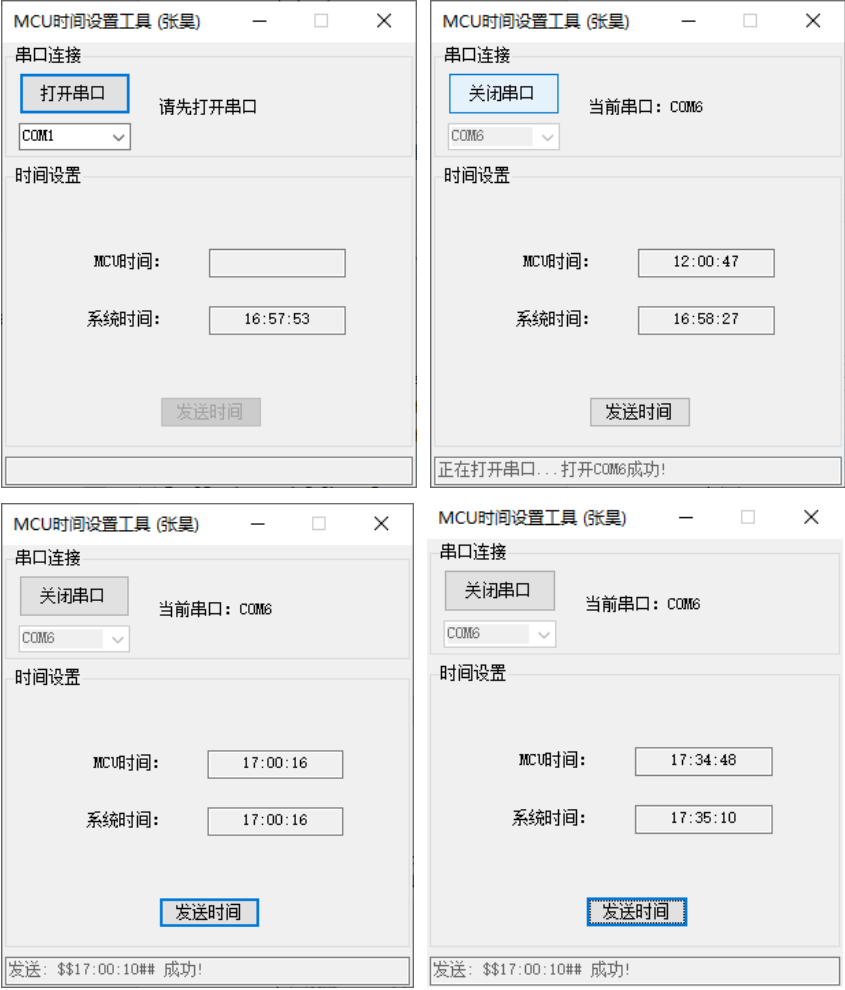 MCU时间设置工具 (张昊)
串口连接
打开串口
请先打开串口
COM1
时间设置
MCU时间：
系统时间： 16:57:53
发送时间
MCU时间设置工具 (张昊)
串口连接
关闭串口
当前串口：COM6
COM6
时间设置
MCU时间： 12:00:47
系统时间： 16:58:27
发送时间
正在打开串口...打开COM6成功!
MCU时间设置工具 (张昊)
串口连接
关闭串口
当前串口：COM6
COM6
时间设置
MCU时间： 17:00:16
系统时间： 17:00:16
发送时间
发送: $$17:00:10## 成功!
MCU时间设置工具 (张昊)
串口连接
关闭串口
当前串口：COM6
COM6
时间设置
MCU时间： 17:34:48
系统时间： 17:35:10
发送时间
发送: $$17:00:10## 成功!